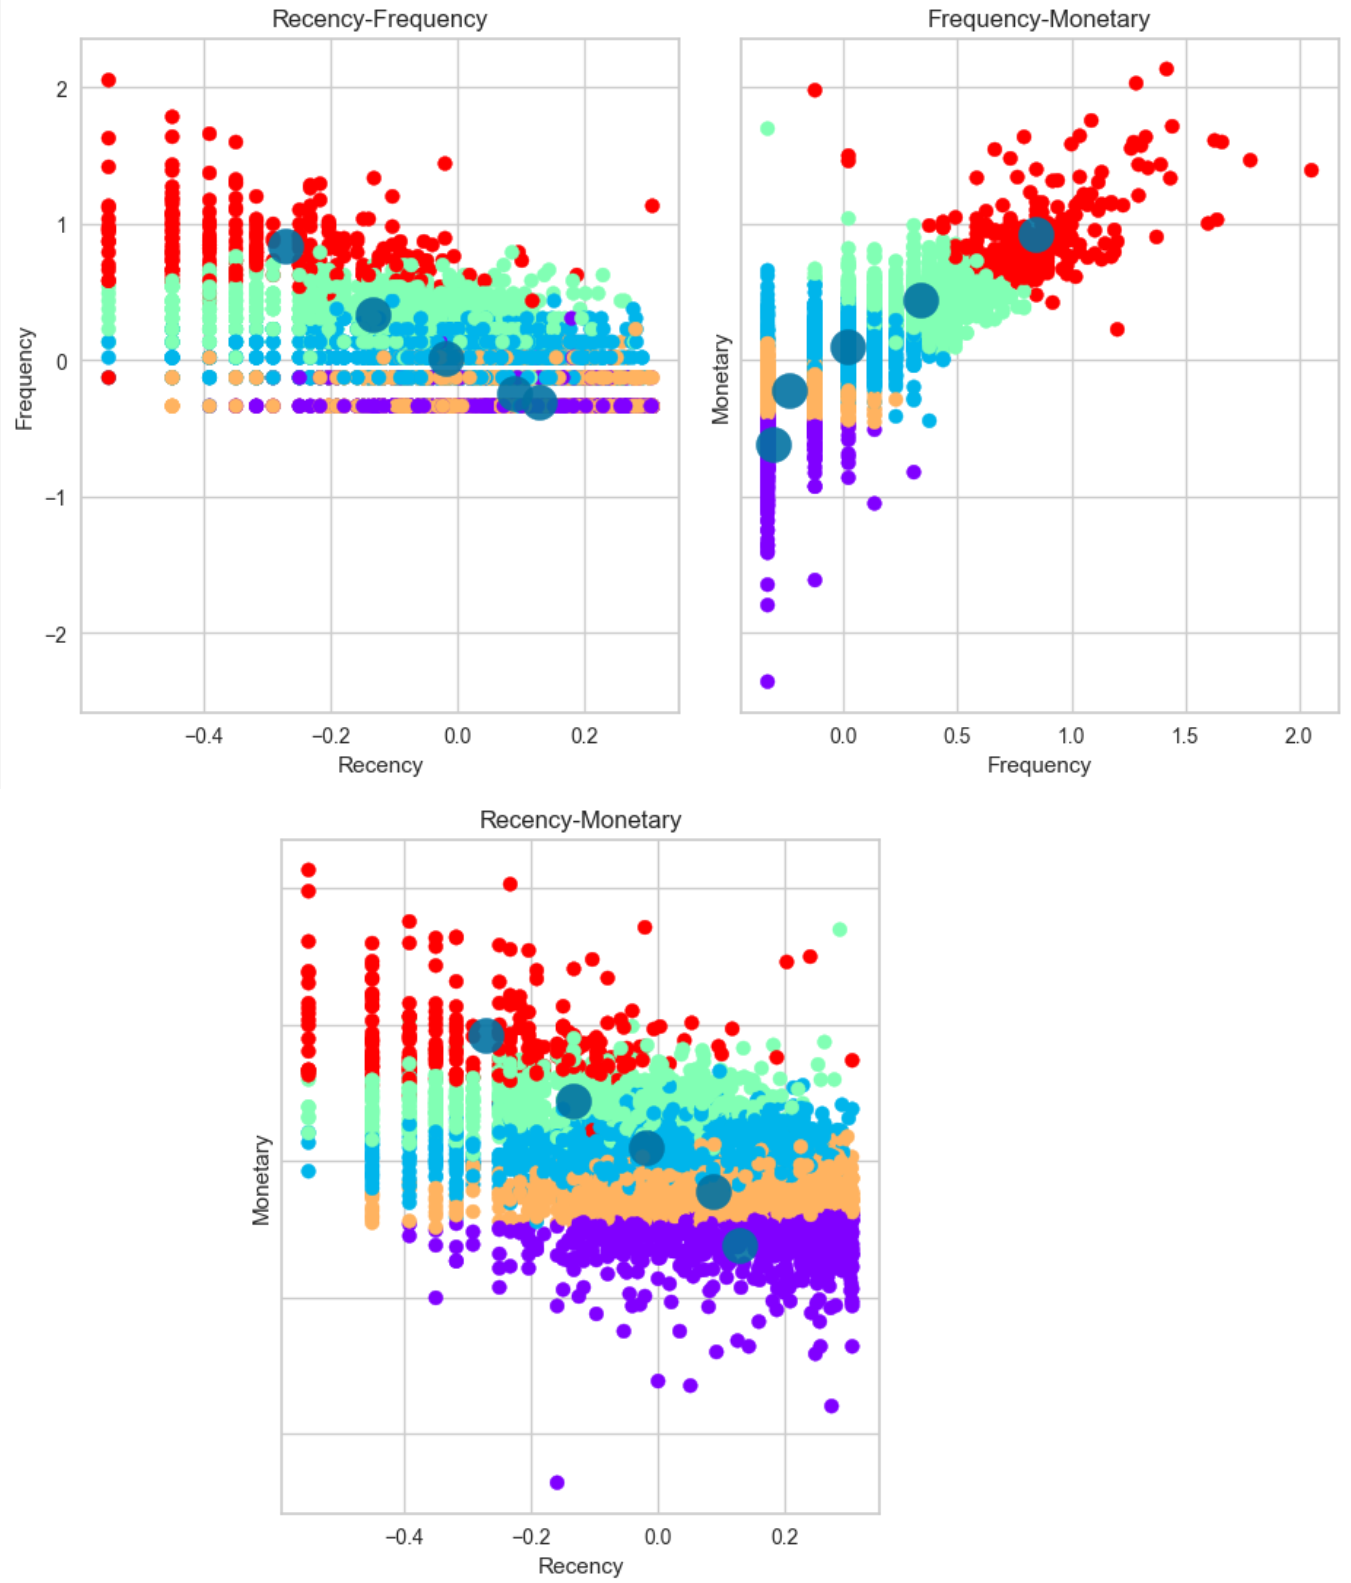 Recency-Frequency
Frequency-Monetary
2
1
0
−1
−2
Frequency
Monetary
−0.4 −0.2 0.0 0.2
0.0 0.5 1.0 1.5 2.0
Recency
Frequency
Recency-Monetary
Monetary
−0.4 −0.2 0.0 0.2
Recency